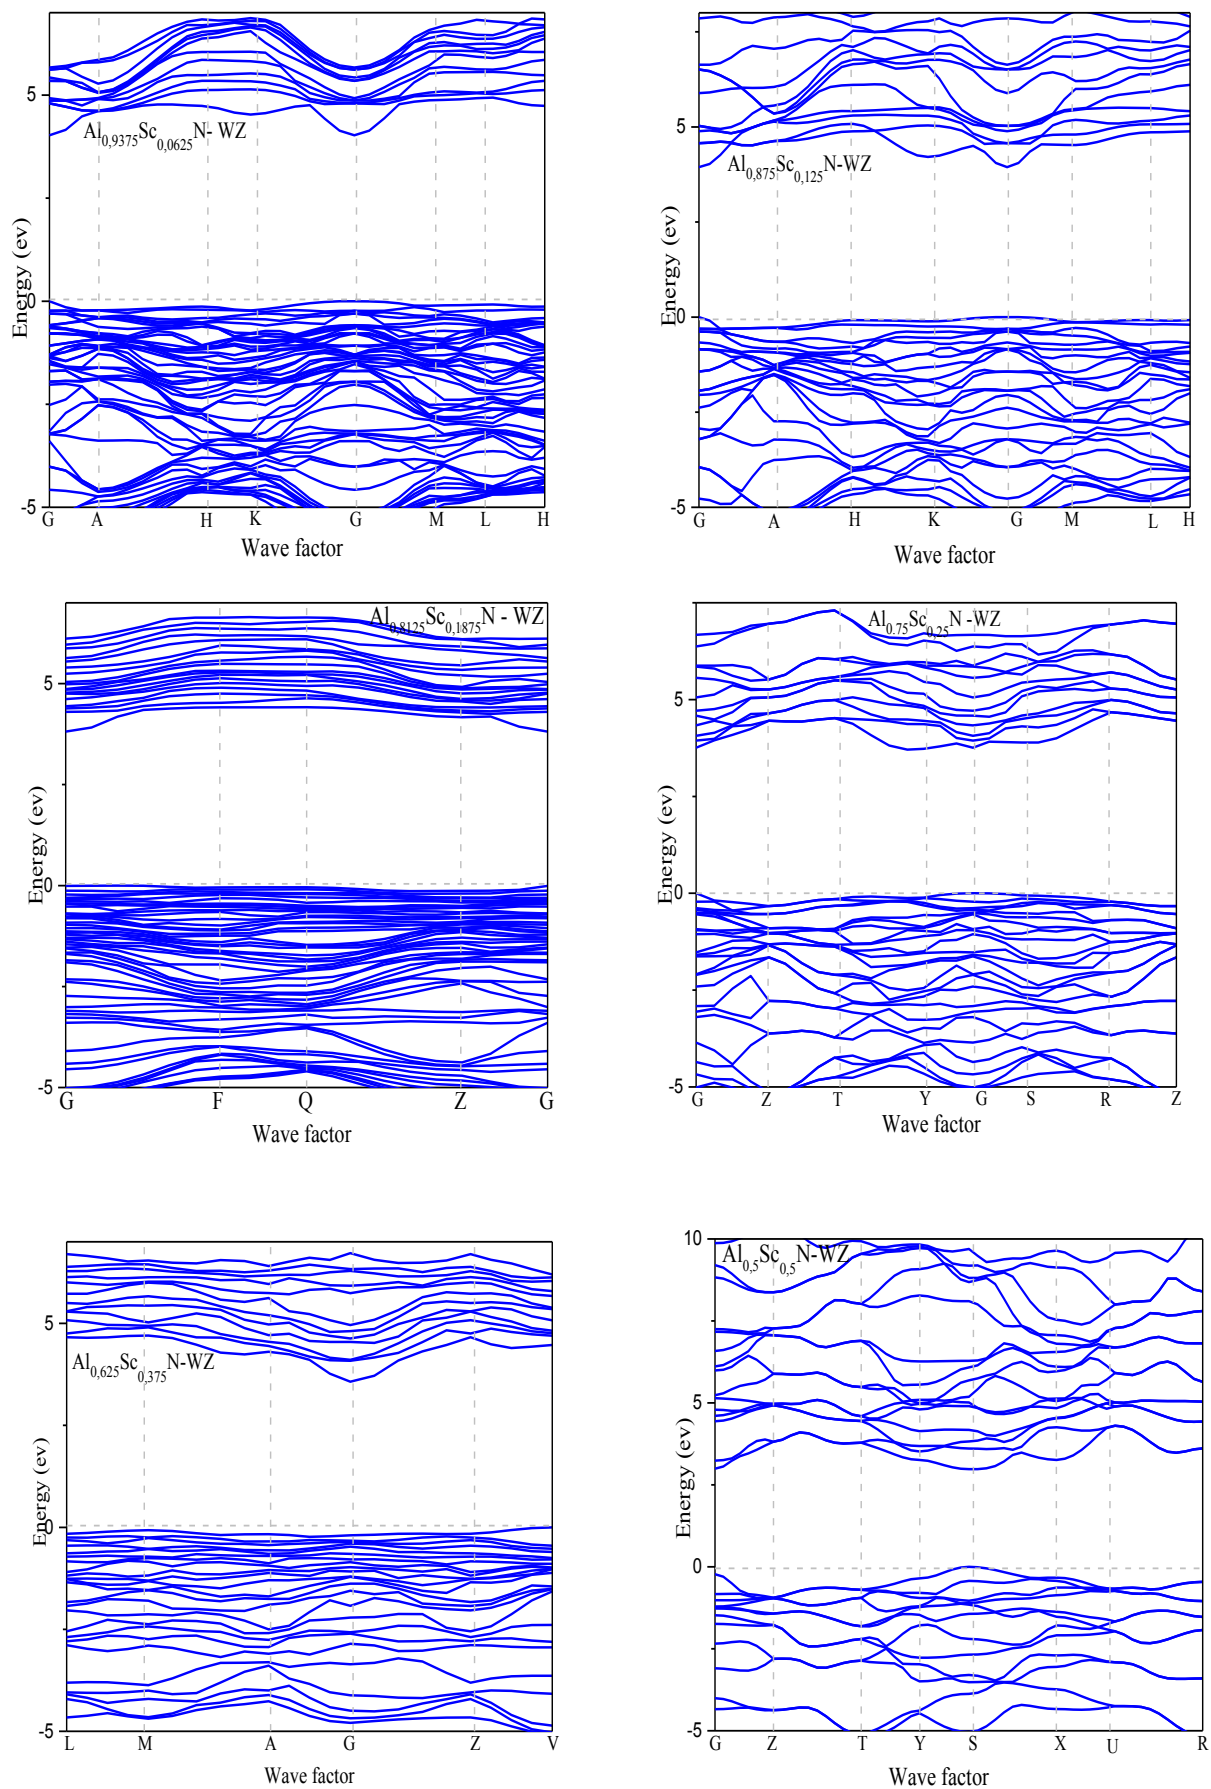 5
Al0,9375Sc0,0625N- WZ
Energy (ev)
0
-5
G A H K G M L H
Wave factor
5
Al0,875Sc0,125N-WZ
Energy (ev)
0
-5
G A H K G M L H
Wave factor
Al0,8125Sc0,1875N - WZ
5
Energy (ev)
0
-5
G F Q Z G
Wave factor
Al0.75Sc0,25N -WZ
5
Energy (ev)
0
-5
G Z T Y G S R Z
Wave factor
5
Al0,625Sc0,375N-WZ
Energy (ev)
0
-5
L M A G Z V
Wave factor
10
Al0,5Sc0,5N-WZ
5
Energy (ev)
0
-5
G Z T Y S X U R
Wave factor